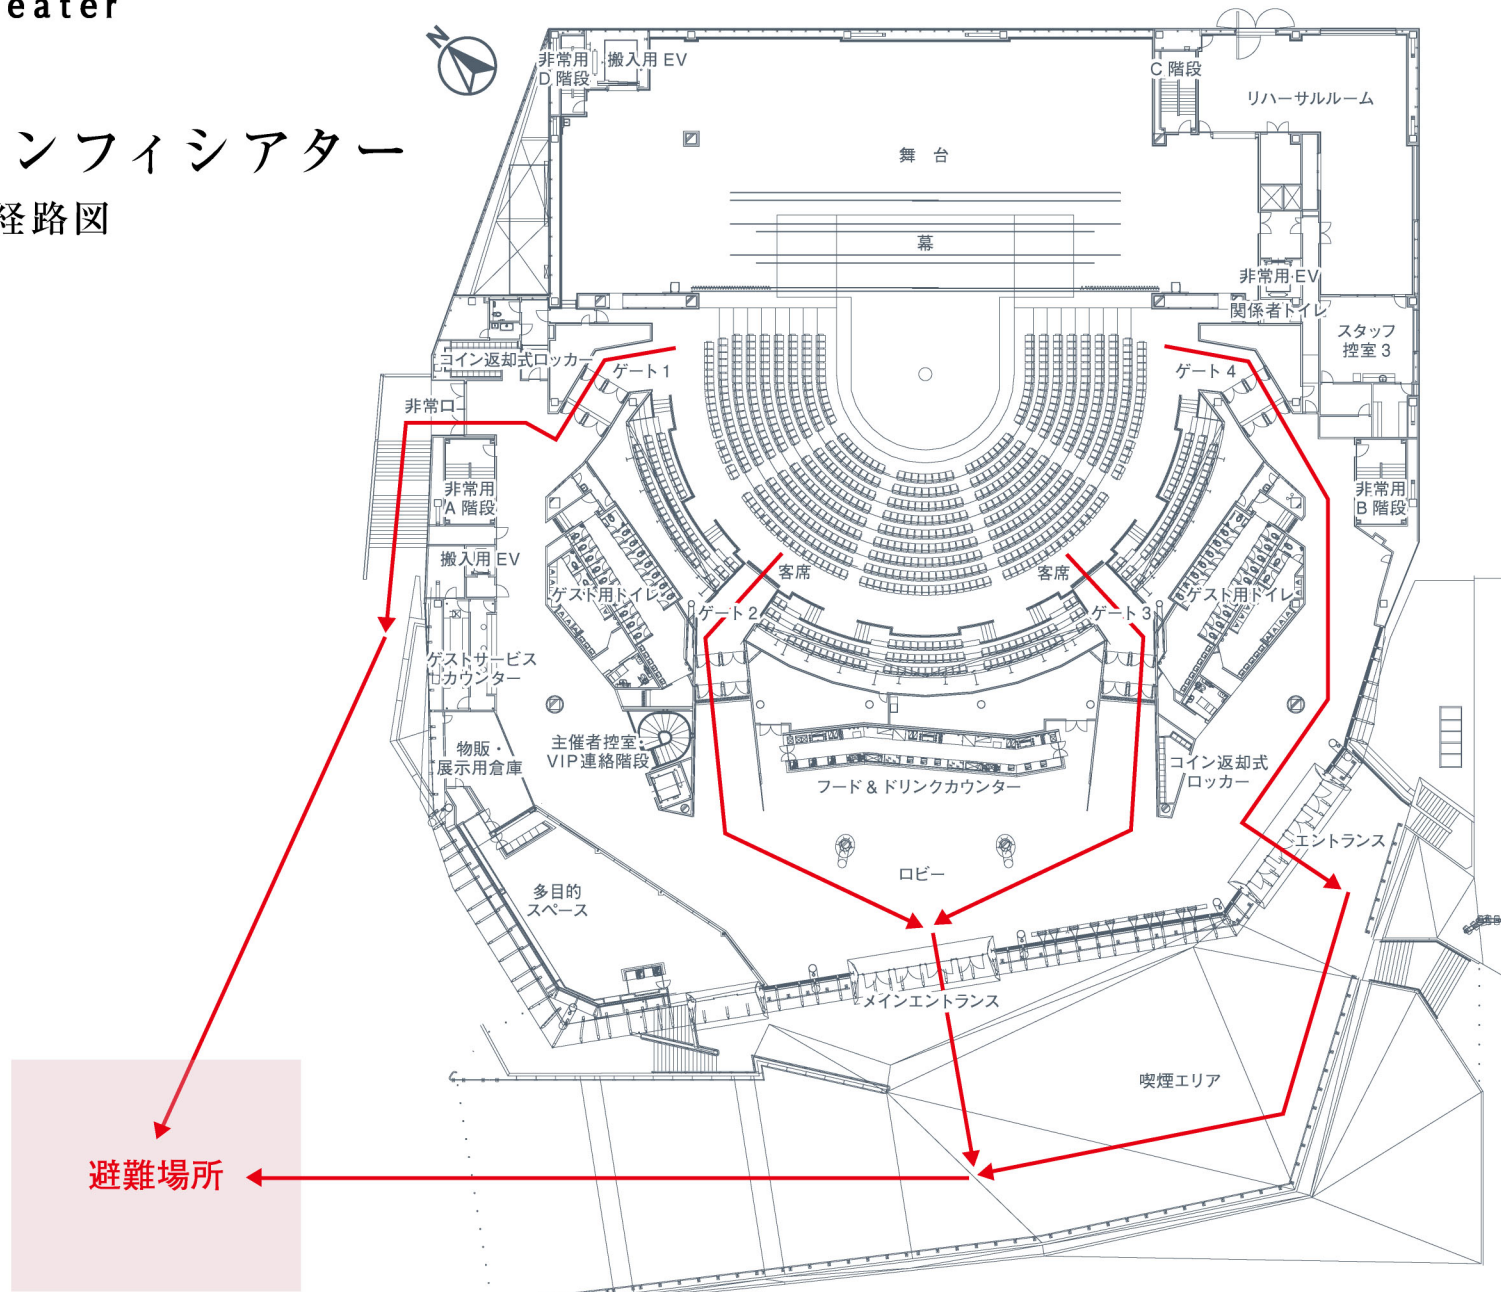 eater
N
ンフィシアター
経路図
非常用
D 階段
搬入用 EV
C 階段
リハーサルルーム
舞 台
幕
非常用 EV
関係者トイレ
スタッフ
控室 3
コイン返却式ロッカー
ゲート 1
ゲート 4
非常口
非常用
A 階段
非常用
B 階段
搬入用 EV
客席
客席
ゲスト用トイレ
ゲスト用トイレ
ゲート 2
ゲート 3
ゲストサービス
カウンター
物販・
展示用倉庫
主催者控室・
VIP連絡階段
コイン返却式
ロッカー
フード & ドリンクカウンター
エントランス
ロビー
多目的
スペース
メインエントランス
喫煙エリア
避難場所